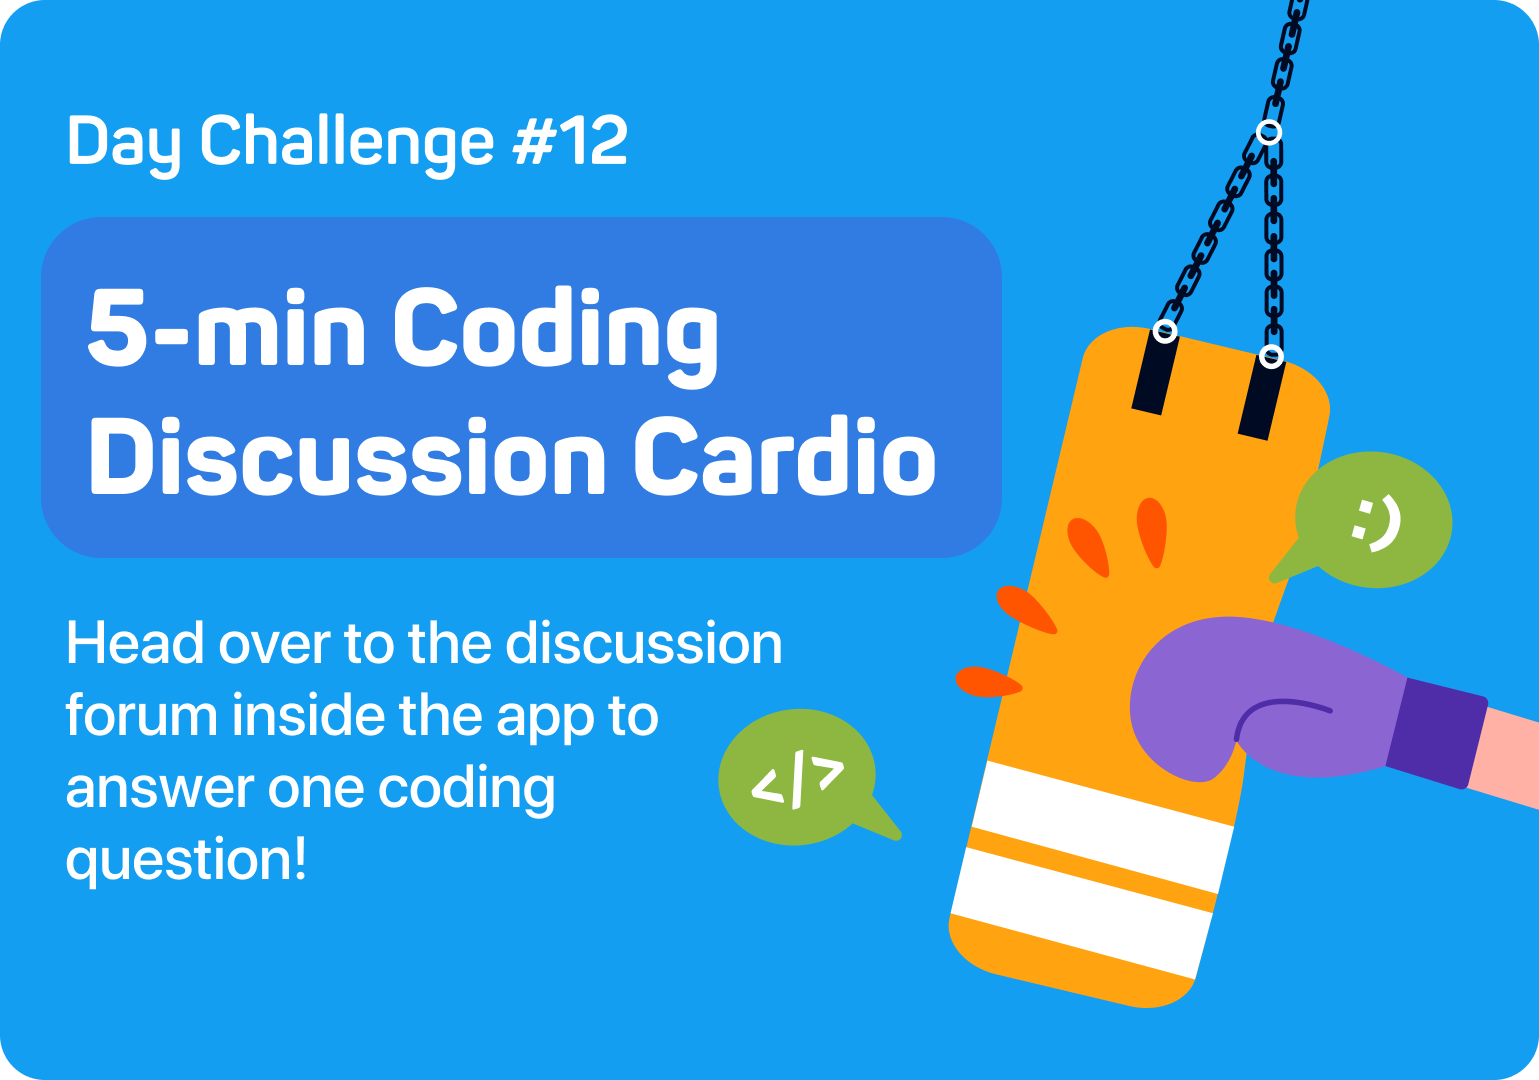 Day Challenge #12
5-min Coding
Discussion Cardio
Head over to the discussion
forum inside the app to
answer one coding
question!
:)
</>